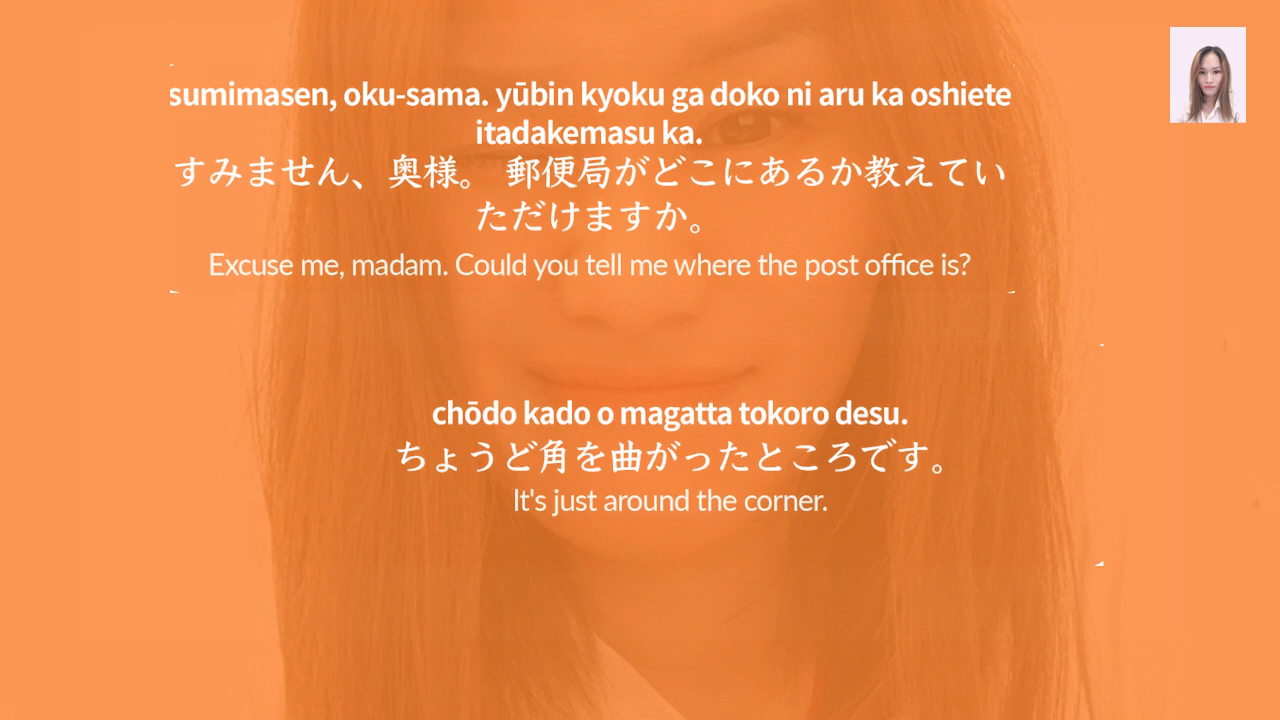 sumimasen, oku-sama. yūbin kyoku ga doko ni aru ka oshiete
itadakemasu ka.
すみません、奥様。 郵便局がどこにあるか教えてい
ただけますか。
Excuse me, madam. Could you tell me where the post office is?
chōdo kado o magatta tokoro desu.
ちょうど角を曲がったところです。
It's just around the corner.